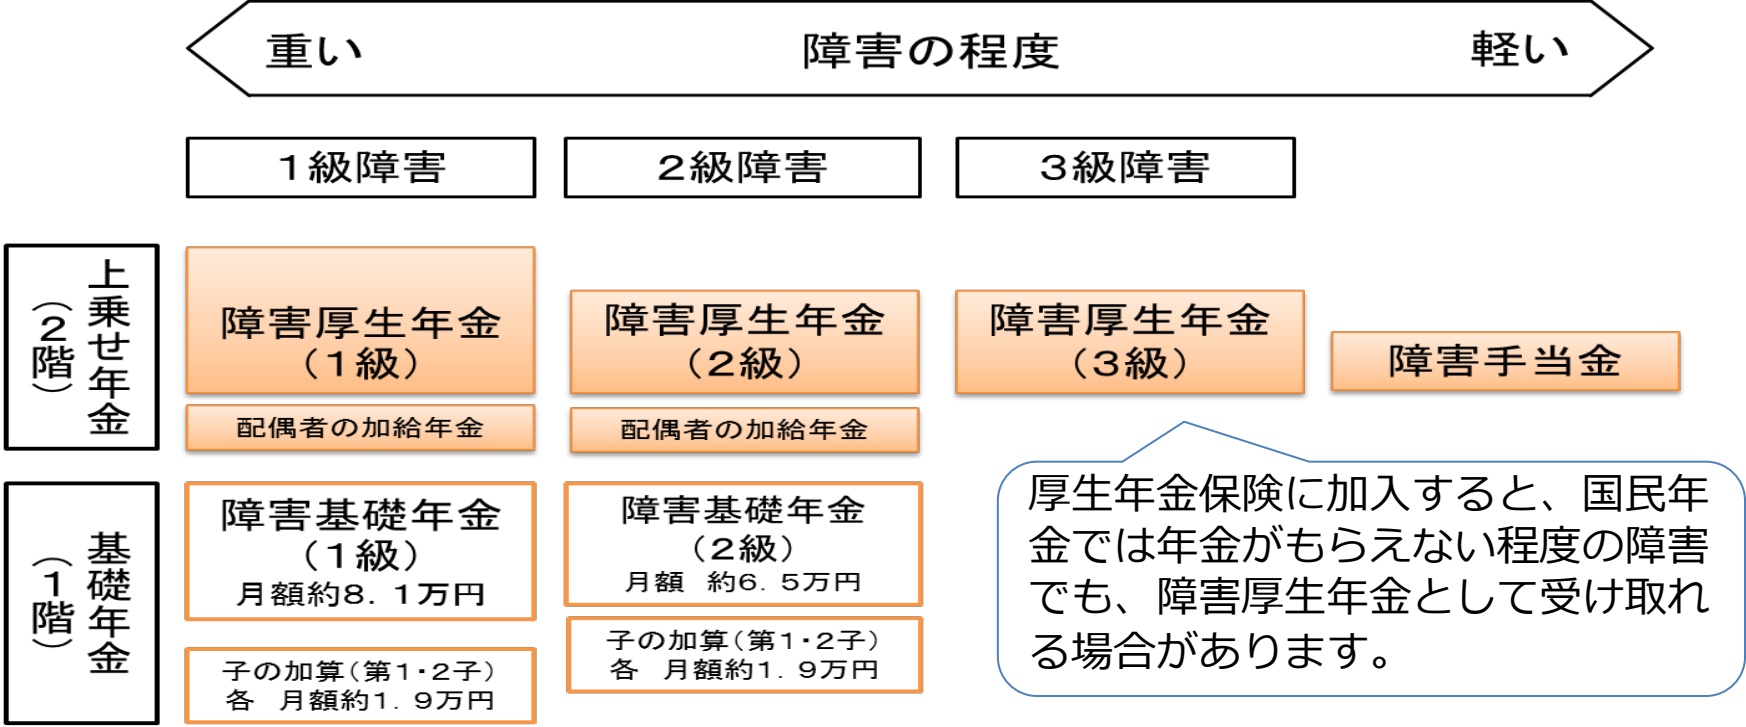 重い 障害の程度 軽い
1級障害 2級障害 3級障害
上乗せ年金
(2階)
障害厚生年金
(1級)
配偶者の加給年金
障害厚生年金
(2級)
配偶者の加給年金
障害厚生年金
(3級)
障害手当金
基礎年金
(1階)
障害基礎年金
(1級)
月額約8.1万円
子の加算(第1・2子)
各 月額約1.9万円
障害基礎年金
(2級)
月額 約6.5万円
子の加算(第1・2子)
各 月額約1.9万円
厚生年金保険に加入すると、国民年
金では年金がもらえない程度の障害
でも、障害厚生年金として受け取れ
る場合があります。